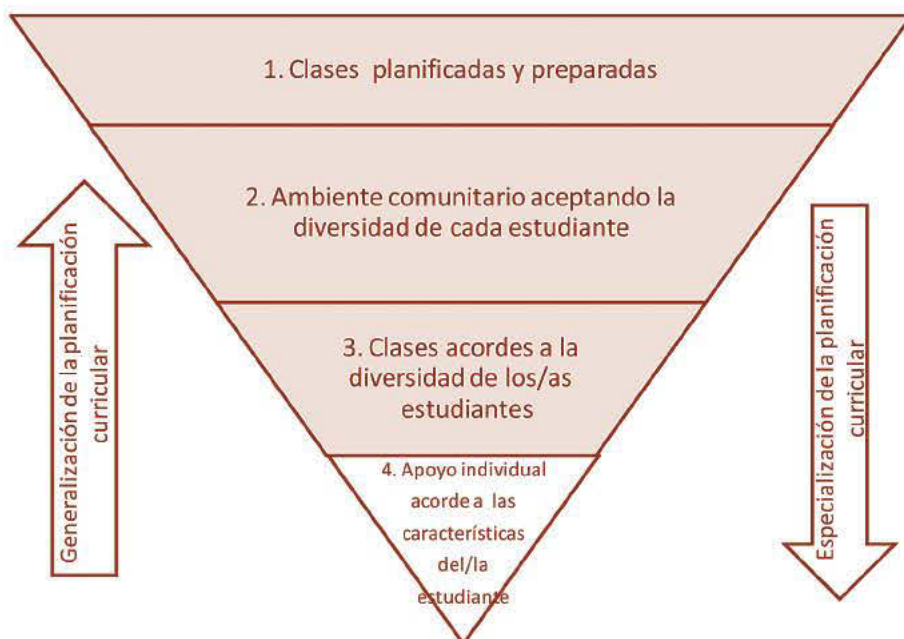 1. Clases planificadas y preparadas
2. Ambiente comunitario aceptando la
diversidad de cada estudiante
3. Clases acordes a la
diversidad de los/as
estudiantes
4. Apoyo individual
acorde a las
características
del/la
estudiante
Generalización de la planificación
curricular
Especialización de la planificación
curricular